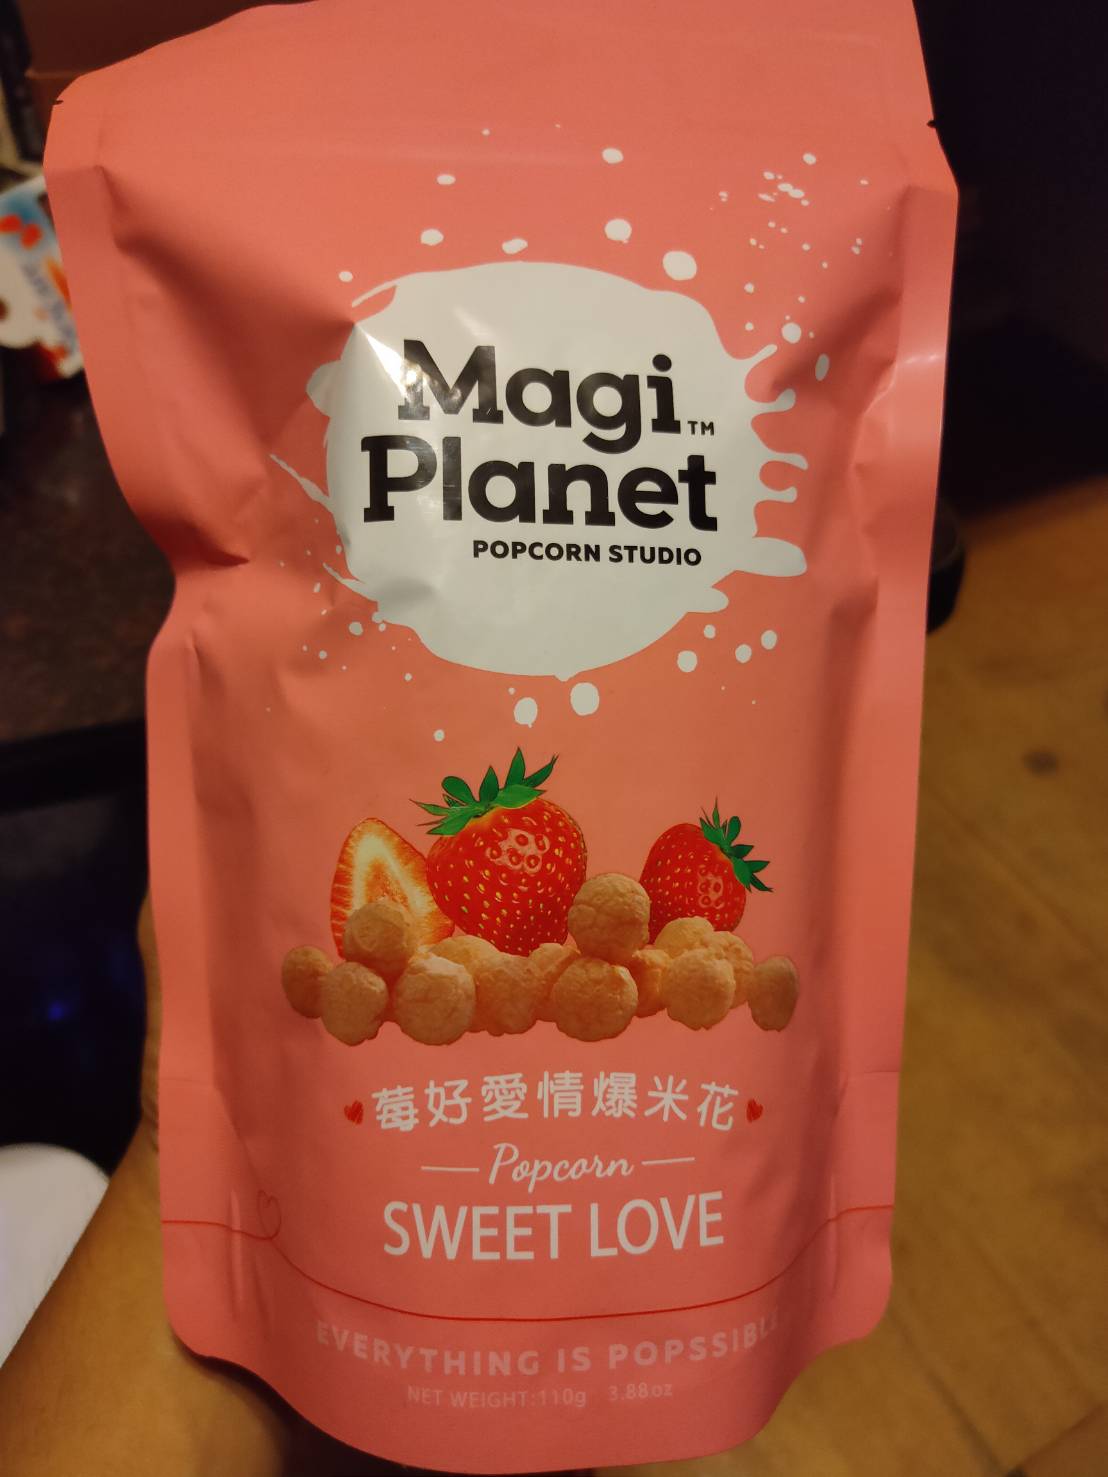 Magi™
Planet
POPCORN STUDIO
莓好愛情爆米花
Popcorn
SWEET LOVE
EVERYTHING IS POPSSIBLE
NET WEIGHT:110g 3.88oz